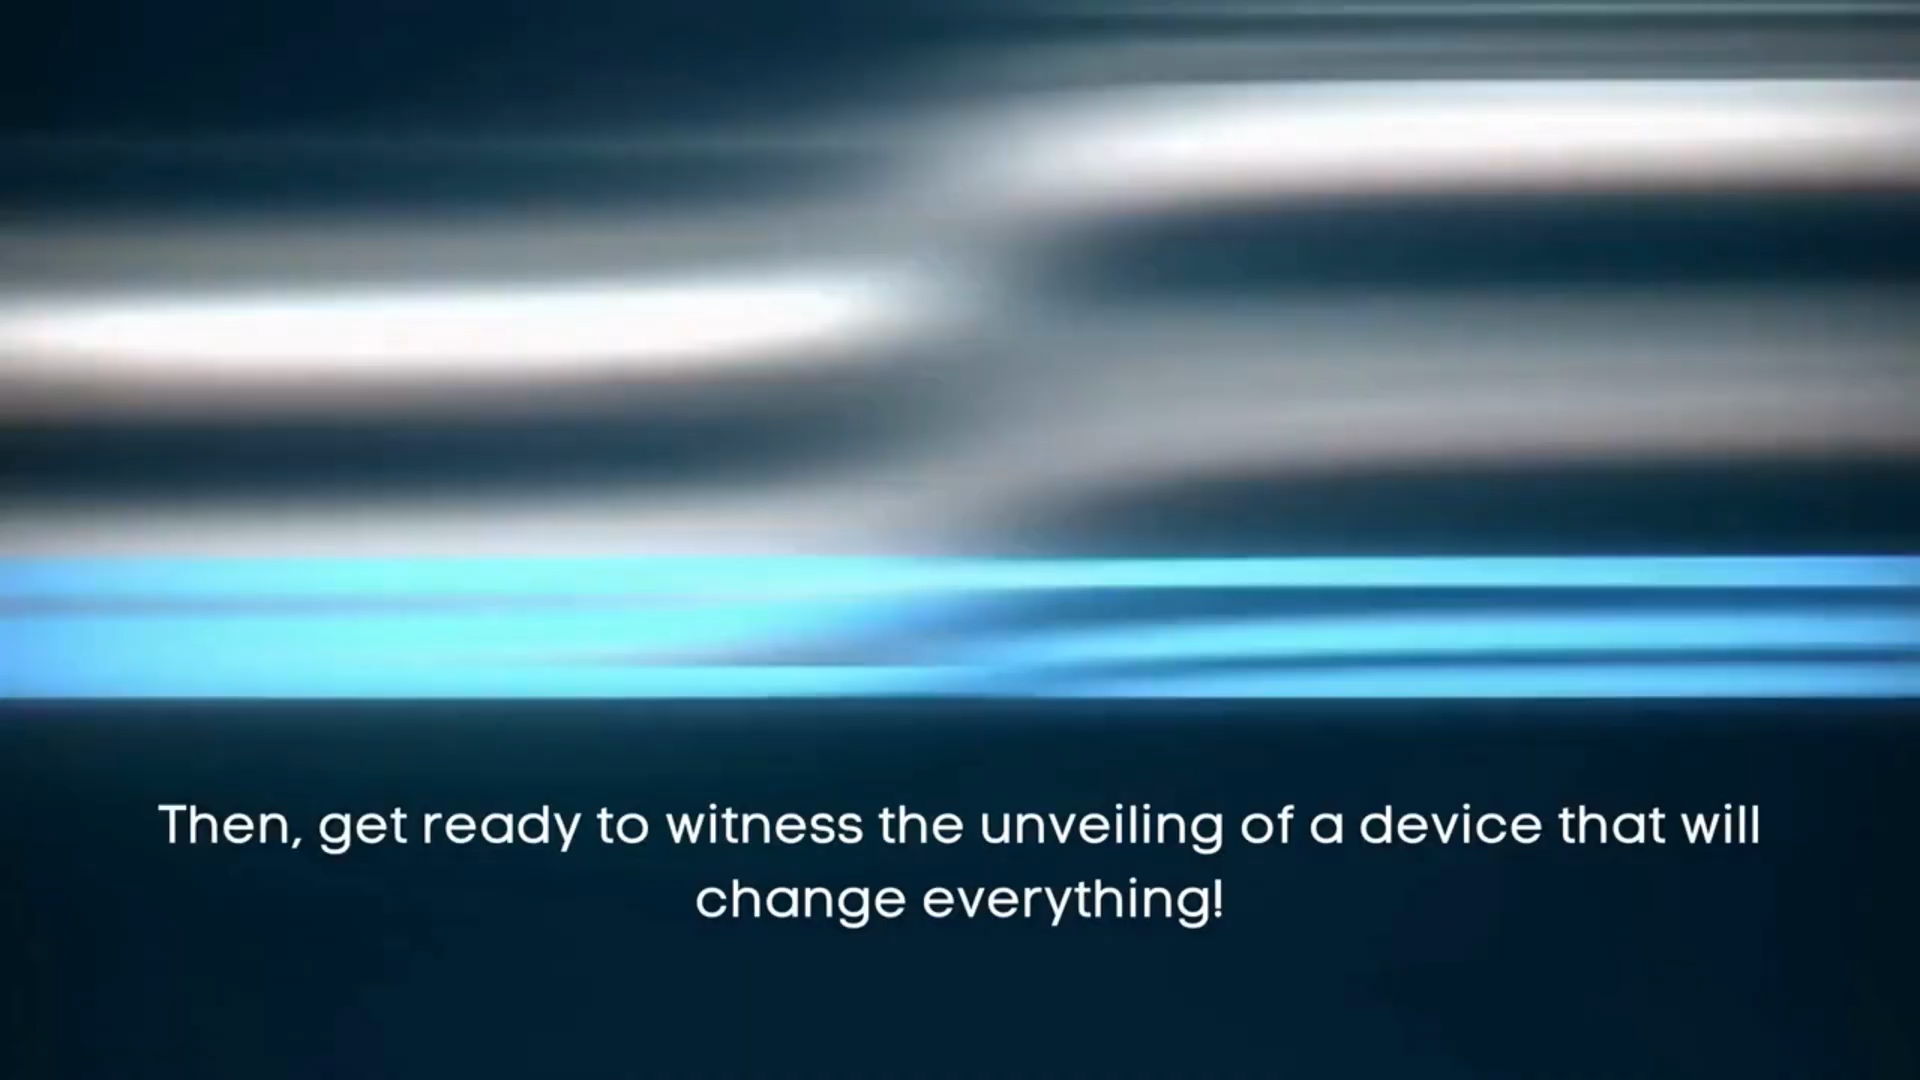 Then, get ready to witness the unveiling of a device that will
change everything!